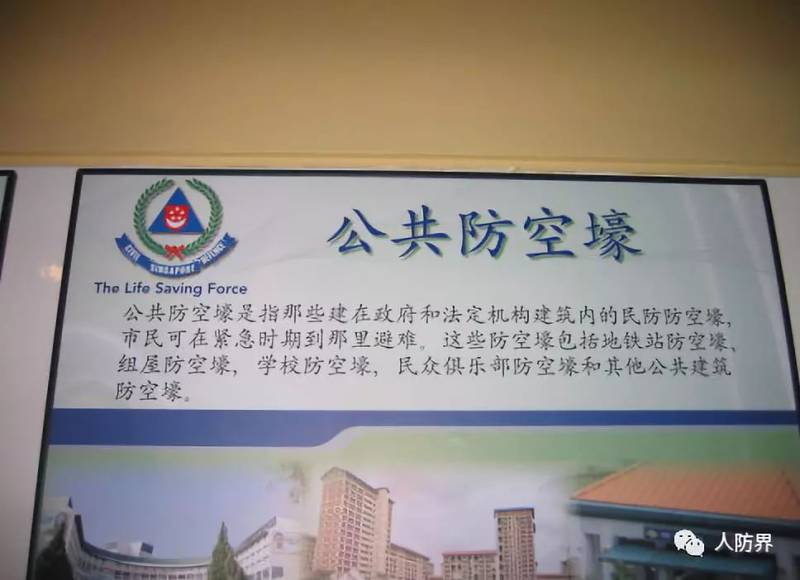 公共防空壕
CIVIL SINGAPORE DEFENCE
The Life Saving Force
公共防空壕是指那些建在政府和法定机构建筑内的民防防空壕，
市民可在紧急时期到那里避难。这些防空壕包括地铁站防空壕，
组屋防空壕，学校防空壕，民众俱乐部防空壕和其他公共建筑
防空壕。
人防界